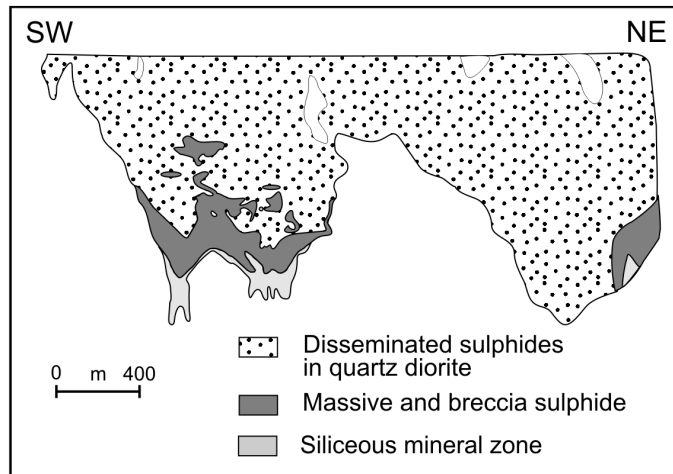 SW NE
Disseminated sulphides
in quartz diorite
0 m 400
Massive and breccia sulphide
Siliceous mineral zone